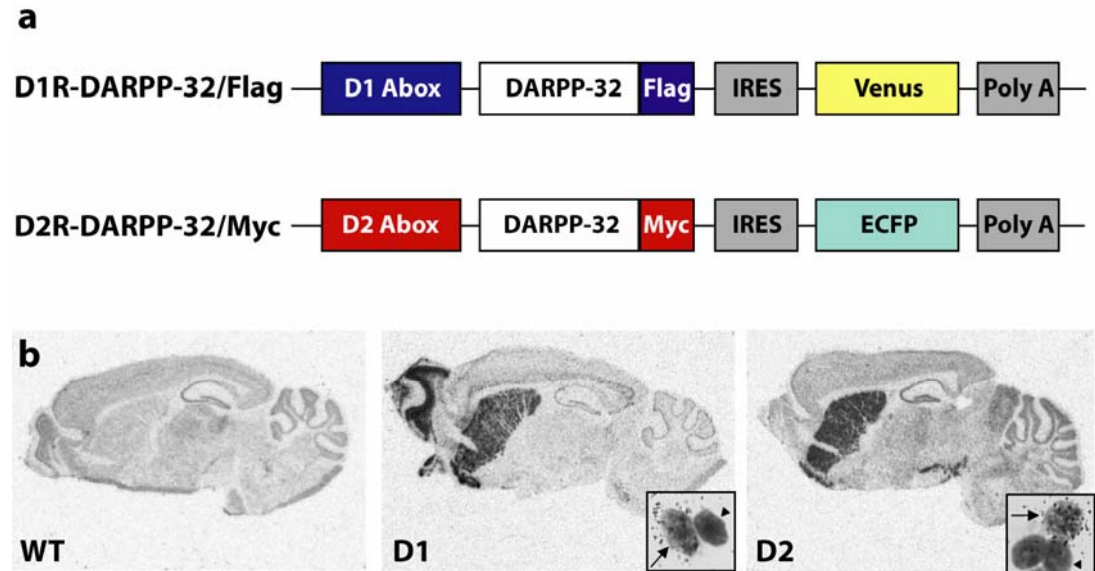 a
D1R-DARPP-32/Flag D1 Abox DARPP-32 Flag IRES Venus Poly A
D2R-DARPP-32/Myc D2 Abox DARPP-32 Myc IRES ECFP Poly A
b
WT D1 D2